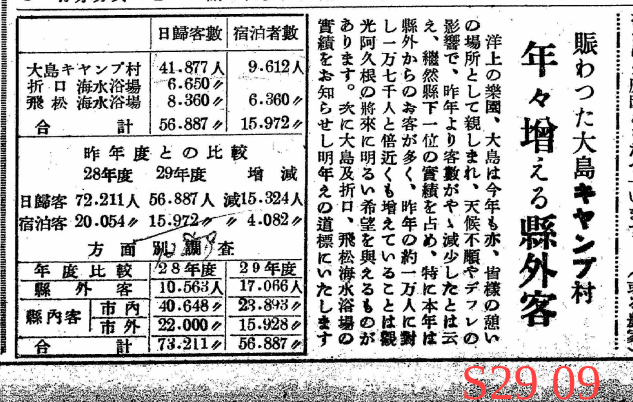 賑わつた大島キヤンプ村
年々増える縣外客
洋上の樂園、大島は今年も亦、皆様の憩い
の場所として親しまれ、天候不順やデフレの
影響で、昨年より客數がやゝ減少したとは云
え、繼然縣下一位の實績を占め、特に本年は
縣外からのお客が多く、昨年の約一万人に對
し一万七千人と倍近くも増えていることは觀
光阿久根の將來に明るい希望を與えるものが
あります。次に大島及折口、飛松海水浴場の
實績をお知らせし明年えの道標にいたします
日歸客數 宿泊者數
大島キヤンプ村 41.877人 9.612人
折口海水浴場 6.650〃
飛松海水浴場 8.360〃 6.360〃
合計 56.887〃 15.972〃
昨年度との比較
28年度 29年度 增減
日歸客 72.211人 56.887人 減15.324人
宿泊客 20.054〃 15.972〃 〃4.082〃
方面別調査
年度比較 28年度 29年度
縣外客 10.563人 17.066人
縣內客 市內 40.648〃 23.893〃
市外 22.000〃 15.928〃
合計 73.211〃 56.887〃
S29 09